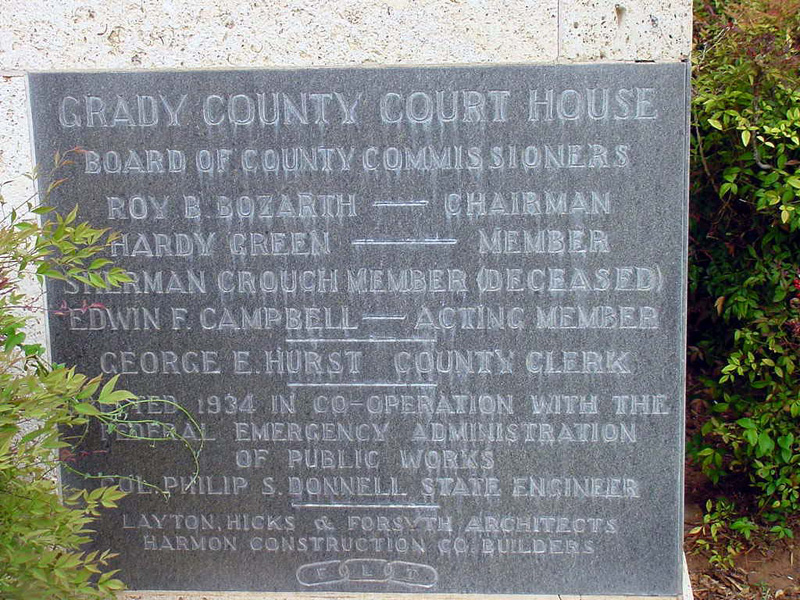 GRADY COUNTY COURT HOUSE
BOARD OF COUNTY COMMISSIONERS
ROY B. BOZARTH — CHAIRMAN
HARDY GREEN — MEMBER
SHERMAN CROUCH MEMBER (DECEASED)
EDWIN F. CAMPBELL — ACTING MEMBER
GEORGE E. HURST COUNTY CLERK
1934 IN CO-OPERATION WITH THE
FEDERAL EMERGENCY ADMINISTRATION
OF PUBLIC WORKS
COL. PHILIP S. DONNELL STATE ENGINEER
LAYTON, HICKS & FORSYTH ARCHITECTS
HARMON CONSTRUCTION CO. BUILDERS
F L T